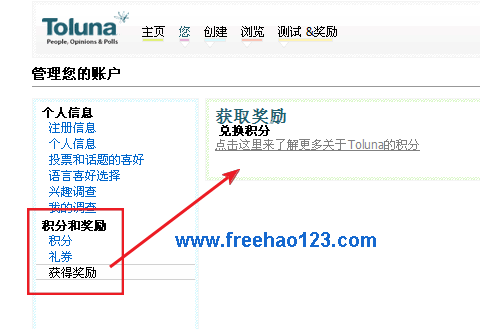 Toluna
People, Opinions & Polls
主页 您 创建 浏览 测试 &奖励
管理您的账户
个人信息
注册信息
个人信息
投票和话题的喜好
语言喜好选择
兴趣调查
我的调查
积分和奖励
积分
礼券
获得奖励
获取奖励
兑换积分
点击这里来了解更多关于Toluna的积分
www.freehao123.com